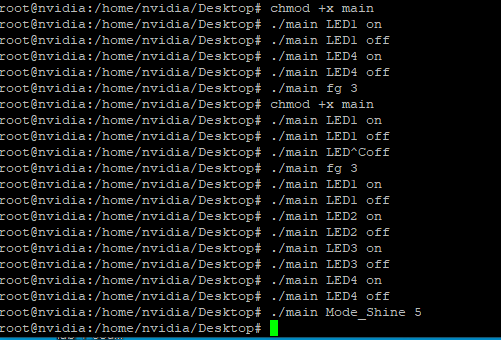 root@nvidia:/home/nvidia/Desktop# chmod +x main
root@nvidia:/home/nvidia/Desktop# ./main LED1 on
root@nvidia:/home/nvidia/Desktop# ./main LED1 off
root@nvidia:/home/nvidia/Desktop# ./main LED4 on
root@nvidia:/home/nvidia/Desktop# ./main LED4 off
root@nvidia:/home/nvidia/Desktop# ./main fg 3
root@nvidia:/home/nvidia/Desktop# chmod +x main
root@nvidia:/home/nvidia/Desktop# ./main LED1 on
root@nvidia:/home/nvidia/Desktop# ./main LED1 off
root@nvidia:/home/nvidia/Desktop# ./main LED^Coff
root@nvidia:/home/nvidia/Desktop# ./main fg 3
root@nvidia:/home/nvidia/Desktop# ./main LED1 on
root@nvidia:/home/nvidia/Desktop# ./main LED1 off
root@nvidia:/home/nvidia/Desktop# ./main LED2 on
root@nvidia:/home/nvidia/Desktop# ./main LED2 off
root@nvidia:/home/nvidia/Desktop# ./main LED3 on
root@nvidia:/home/nvidia/Desktop# ./main LED3 off
root@nvidia:/home/nvidia/Desktop# ./main LED4 on
root@nvidia:/home/nvidia/Desktop# ./main LED4 off
root@nvidia:/home/nvidia/Desktop# ./main Mode_Shine 5
root@nvidia:/home/nvidia/Desktop#